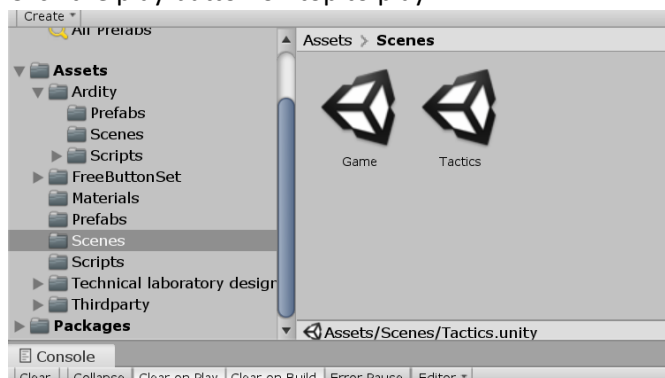 Create
All Prefabs
Assets > Scenes
Assets
Ardity
Prefabs
Scenes
Scripts
FreeButtonSet
Materials
Prefabs
Scenes
Scripts
Technical laboratory desigr
Thirdparty
Packages
Game
Tactics
Assets/Scenes/Tactics.unity
Console
Clear
Collapse
Clear on Play
Clear on Build
Error Pause
Editor